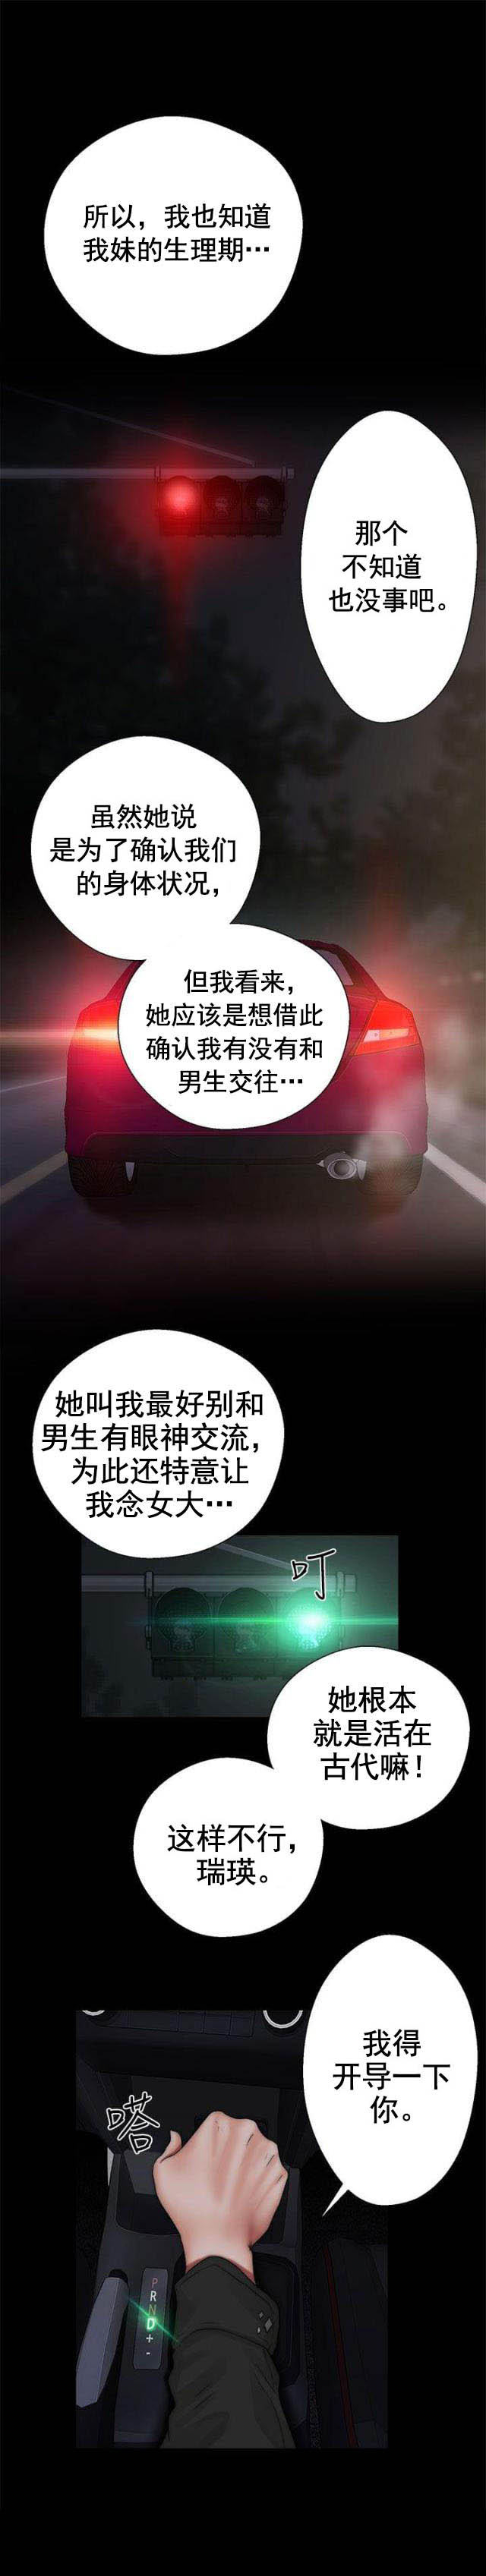 所以，我也知道
我妹的生理期…
那个
不知道
也没事吧。
虽然她说
是为了确认我们
的身体状况，
但我看来，
她应该是想借此
确认我有没有和
男生交往…
她叫我最好别和
男生有眼神交流，
为此还特意让
我念女大…
叮
她根本
就是活在
古代嘛！
这样不行，
瑞瑛。
我得
开导一下
你。
嗒
P
R
N
D
+
-